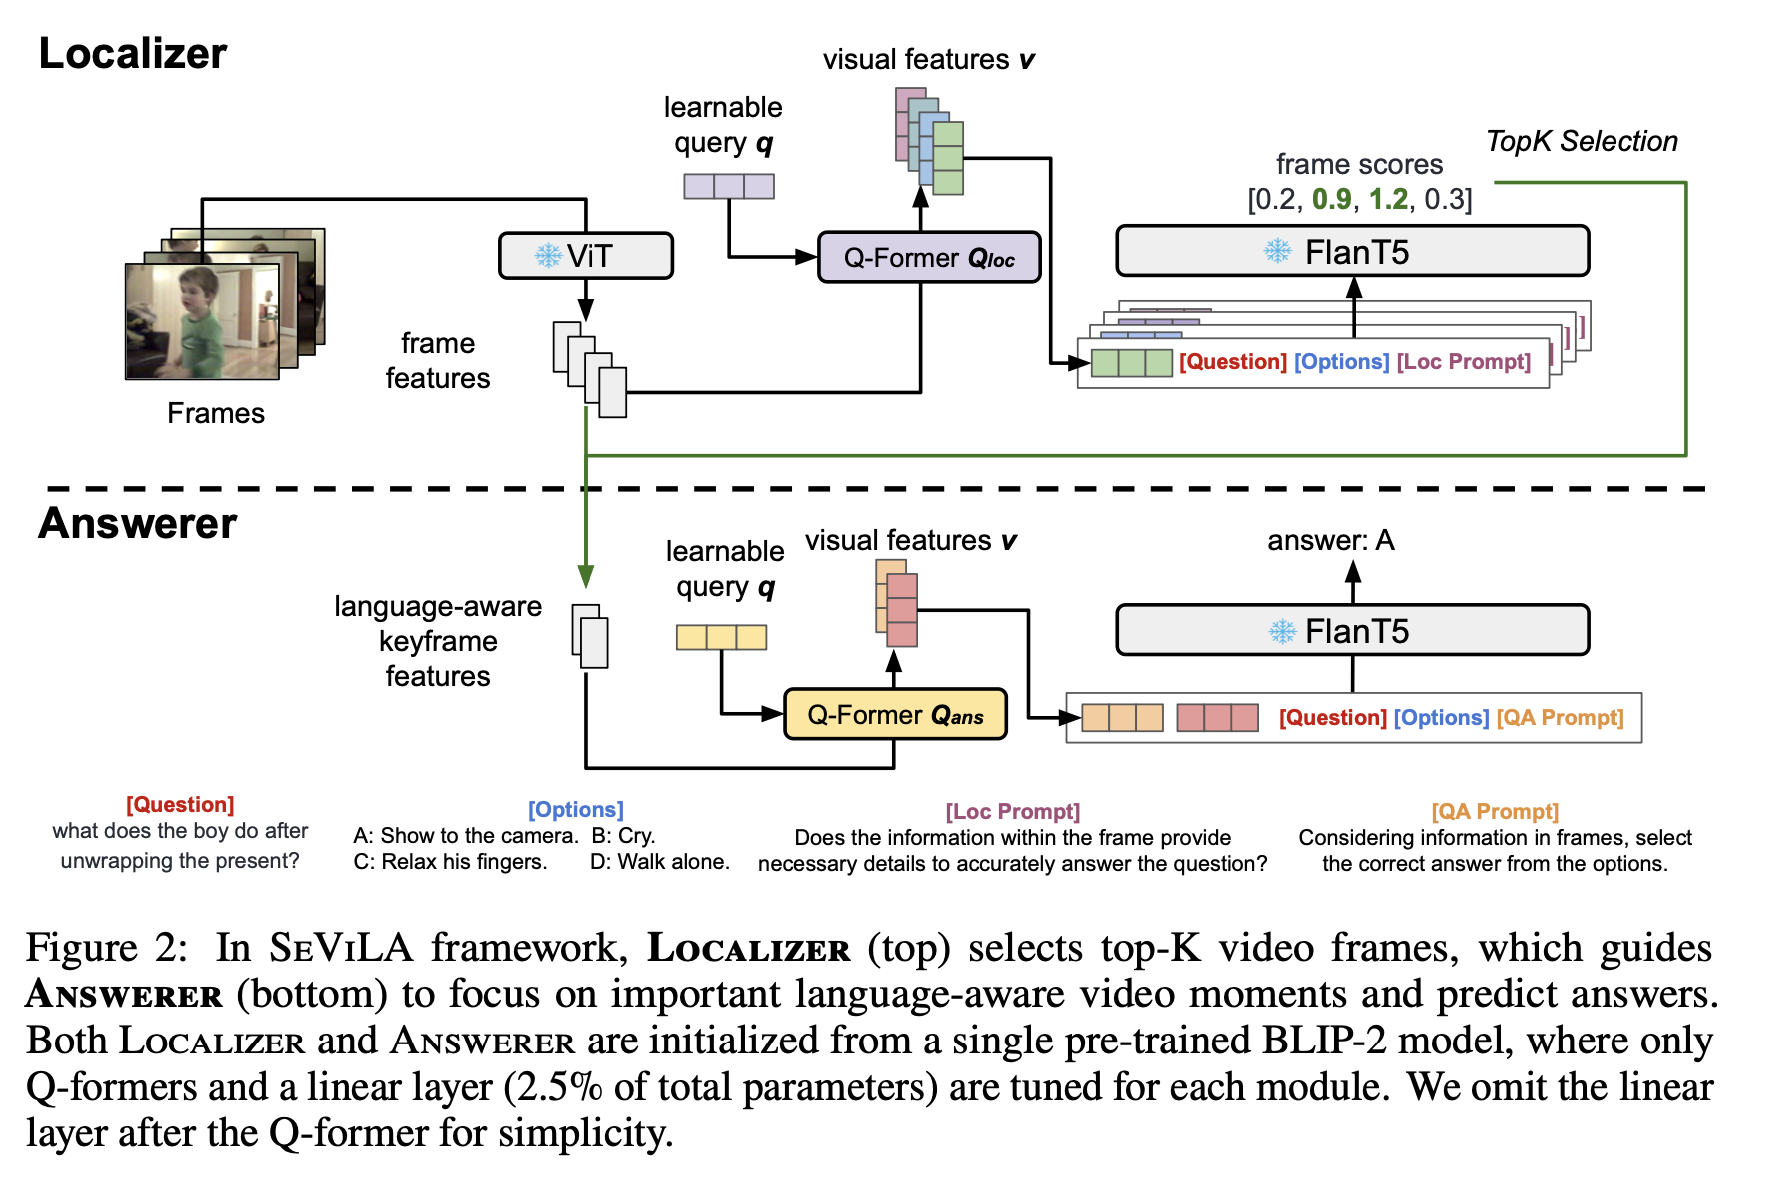 Localizer
visual features v
learnable
query q
TopK Selection
frame scores
[0.2, 0.9, 1.2, 0.3]
ViT
Q-Former Qloc
FlanT5
frame
features
]
]
]
[Question] [Options] [Loc Prompt]
Frames
Answerer
learnable
query q
visual features v
answer: A
language-aware
keyframe
features
FlanT5
Q-Former Qans
[Question] [Options] [QA Prompt]
[Question]
what does the boy do after
unwrapping the present?
[Options]
A: Show to the camera. B: Cry.
C: Relax his fingers. D: Walk alone.
[Loc Prompt]
Does the information within the frame provide
necessary details to accurately answer the question?
[QA Prompt]
Considering information in frames, select
the correct answer from the options.
Figure 2: In SEVILA framework, LOCALIZER (top) selects top-K video frames, which guides
ANSWERER (bottom) to focus on important language-aware video moments and predict answers.
Both LOCALIZER and ANSWERER are initialized from a single pre-trained BLIP-2 model, where only
Q-formers and a linear layer (2.5% of total parameters) are tuned for each module. We omit the linear
layer after the Q-former for simplicity.